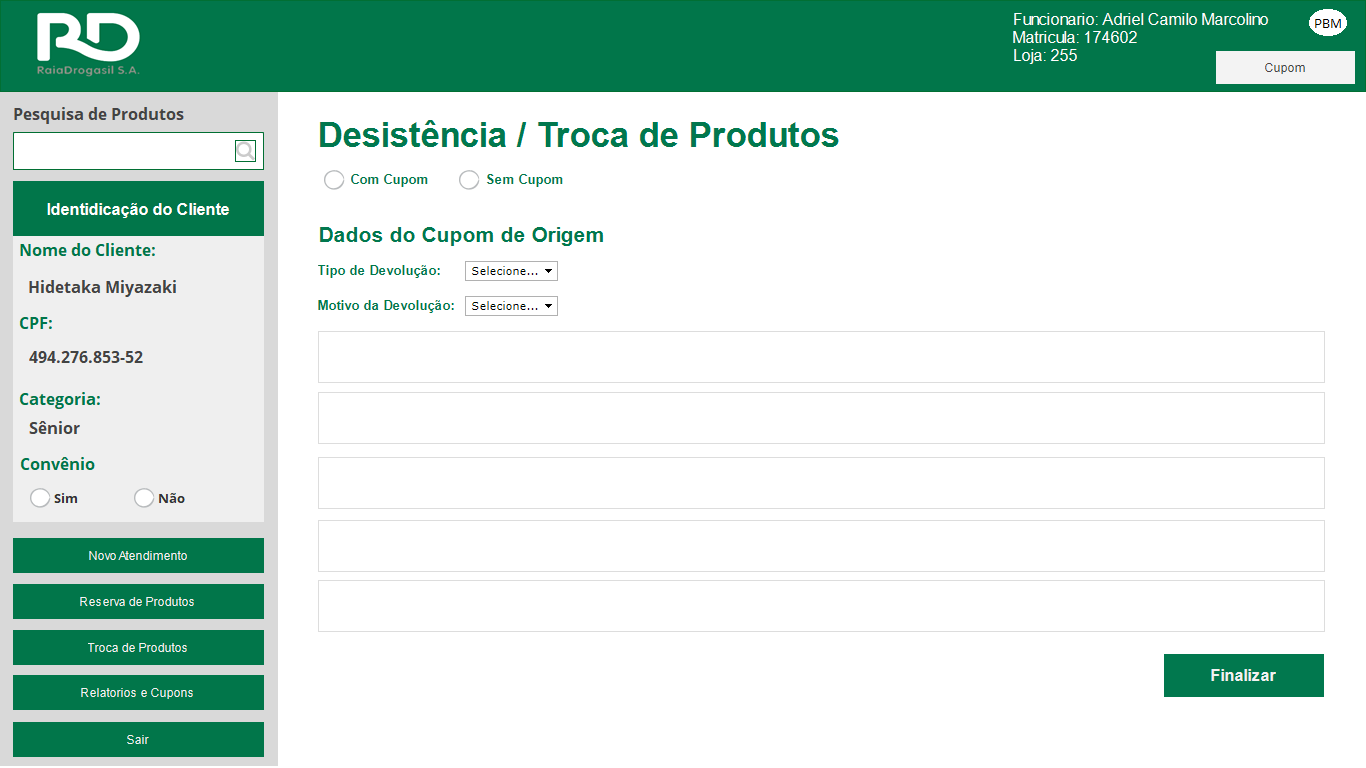 RD
RaiaDrogasil S.A.
Funcionario: Adriel Camilo Marcolino
Matricula: 174602
Loja: 255
PBM
Cupom
Pesquisa de Produtos
Identidicação do Cliente
Nome do Cliente:
Hidetaka Miyazaki
CPF:
494.276.853-52
Categoria:
Sênior
Convênio
Sim Não
Novo Atendimento
Reserva de Produtos
Troca de Produtos
Relatorios e Cupons
Sair
Desistência / Troca de Produtos
Com Cupom Sem Cupom
Dados do Cupom de Origem
Tipo de Devolução: Selecione...
Motivo da Devolução: Selecione...
Finalizar